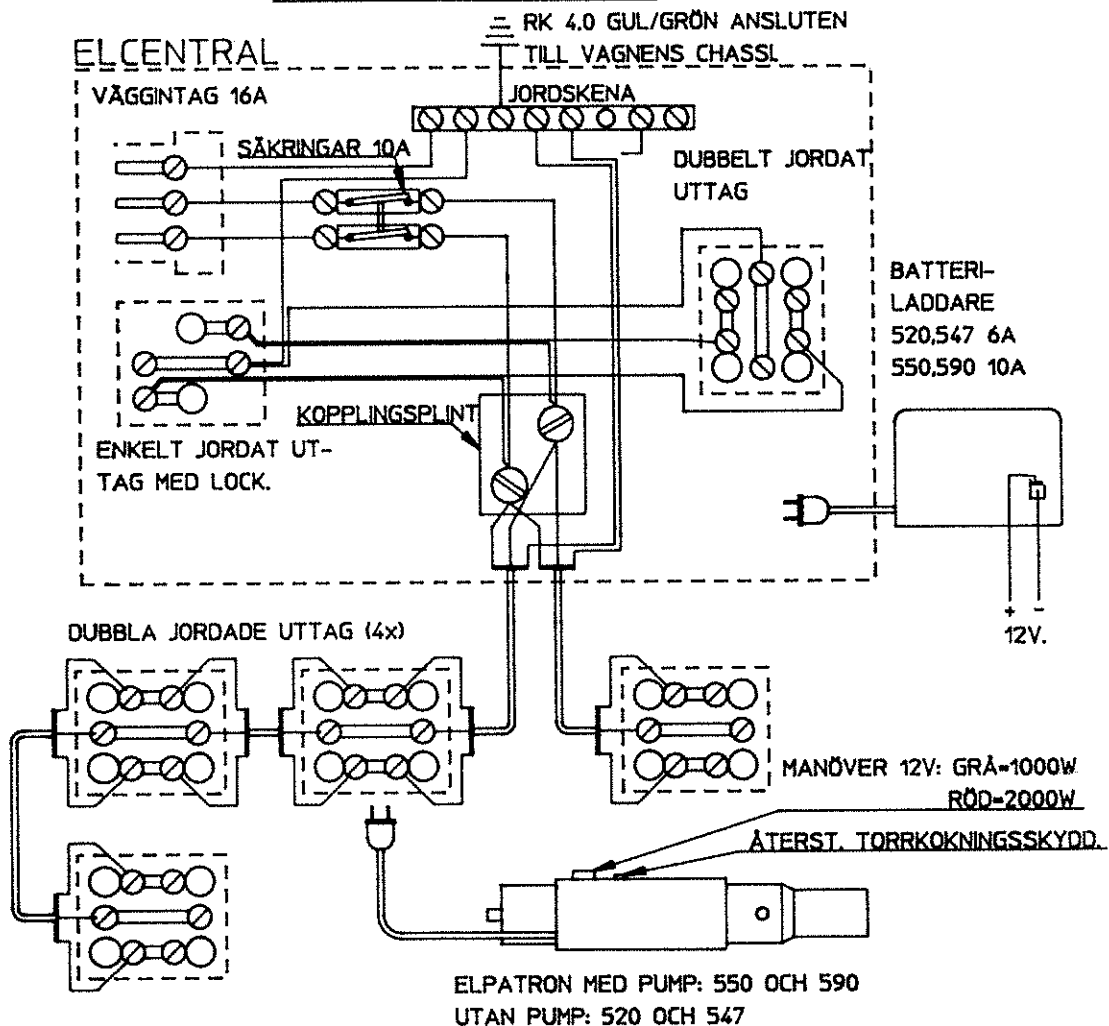 RK 4.0 GUL/GRÖN ANSLUTEN
TILL VAGNENS CHASSI.
ELCENTRAL
VÄGGINTAG 16A
JORDSKENA
SÄKRINGAR 10A
DUBBELT JORDAT
UTTAG
BATTERI-
LADDARE
520,547 6A
550,590 10A
KOPPLINGSPLINT
ENKELT JORDAT UT-
TAG MED LOCK.
+ -
12V.
DUBBLA JORDADE UTTAG (4x)
MANÖVER 12V: GRÅ=1000W
RÖD=2000W
ÅTERST. TORRKOKNINGSSKYDD.
ELPATRON MED PUMP: 550 OCH 590
UTAN PUMP: 520 OCH 547